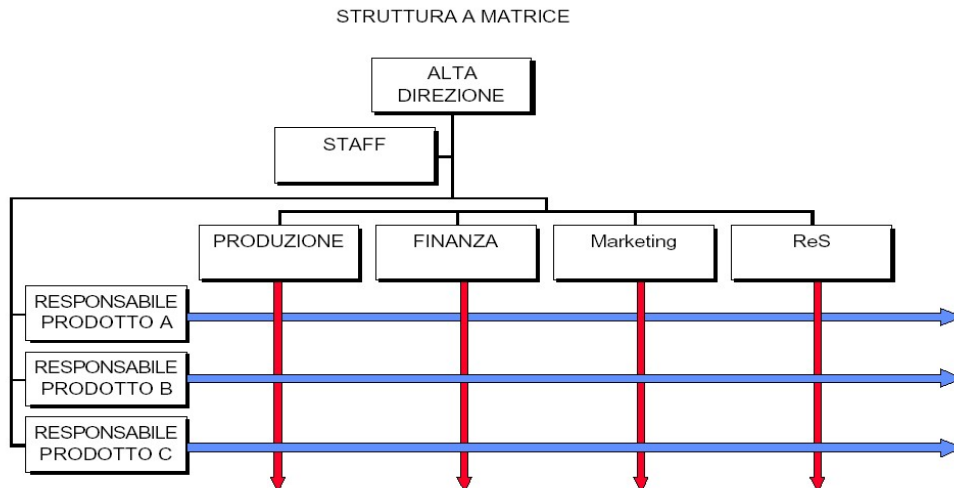 STRUTTURA A MATRICE
ALTA
DIREZIONE
STAFF
PRODUZIONE
FINANZA
Marketing
ReS
RESPONSABILE
PRODOTTO A
RESPONSABILE
PRODOTTO B
RESPONSABILE
PRODOTTO C